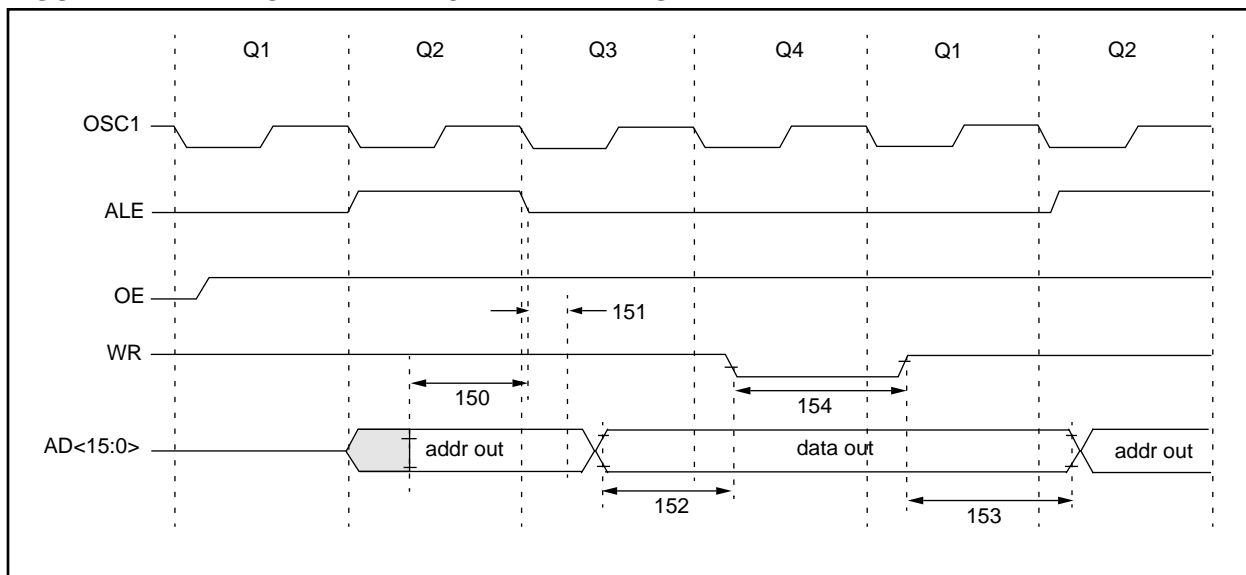 Q1 Q2 Q3 Q4 Q1 Q2
OSC1
ALE
OE
151
WR
150
154
AD<15:0>
addr out
data out
addr out
152
153